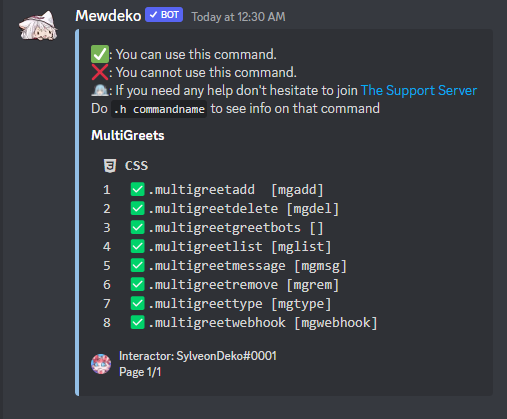 Mewdeko ✓ BOT Today at 12:30 AM
✅: You can use this command.
❌: You cannot use this command.
: If you need any help don't hesitate to join The Support Server
Do .h commandname to see info on that command
MultiGreets
CSS
1 ✅.multigreetadd [mgadd]
2 ✅.multigreetdelete [mgdel]
3 ✅.multigreetgreetbots []
4 ✅.multigreetlist [mglist]
5 ✅.multigreetmessage [mgmsg]
6 ✅.multigreetremove [mgrem]
7 ✅.multigreettype [mgtype]
8 ✅.multigreetwebhook [mgwebhook]
Interactor: SylveonDeko#0001
Page 1/1